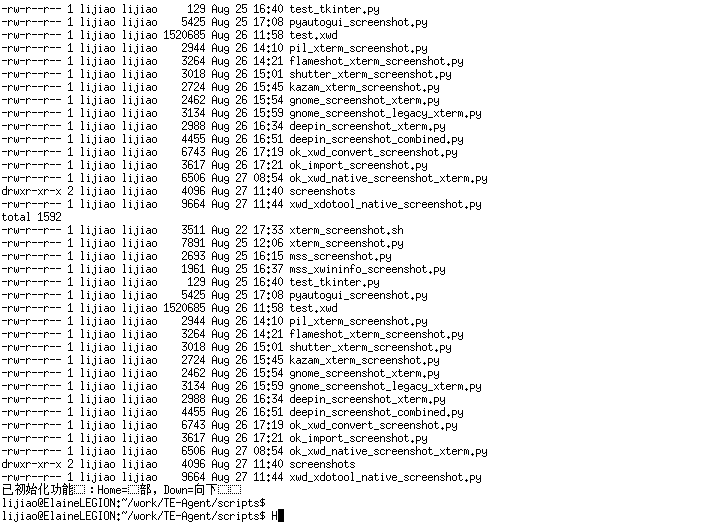 -rw-r--r-- 1 lijiao lijiao     129 Aug 25 16:40 test_tkinter.py
-rw-r--r-- 1 lijiao lijiao    5425 Aug 25 17:08 pyautogui_screenshot.py
-rw-r--r-- 1 lijiao lijiao 1520685 Aug 26 11:58 test.xwd
-rw-r--r-- 1 lijiao lijiao    2944 Aug 26 14:10 pil_xterm_screenshot.py
-rw-r--r-- 1 lijiao lijiao    3264 Aug 26 14:21 flameshot_xterm_screenshot.py
-rw-r--r-- 1 lijiao lijiao    3018 Aug 26 15:01 shutter_xterm_screenshot.py
-rw-r--r-- 1 lijiao lijiao    2724 Aug 26 15:45 kazam_xterm_screenshot.py
-rw-r--r-- 1 lijiao lijiao    2462 Aug 26 15:54 gnome_screenshot_xterm.py
-rw-r--r-- 1 lijiao lijiao    3134 Aug 26 15:59 gnome_screenshot_legacy_xterm.py
-rw-r--r-- 1 lijiao lijiao    2988 Aug 26 16:34 deepin_screenshot_xterm.py
-rw-r--r-- 1 lijiao lijiao    4455 Aug 26 16:51 deepin_screenshot_combined.py
-rw-r--r-- 1 lijiao lijiao    6743 Aug 26 17:19 ok_xwd_convert_screenshot.py
-rw-r--r-- 1 lijiao lijiao    3617 Aug 26 17:21 ok_import_screenshot.py
-rw-r--r-- 1 lijiao lijiao    6506 Aug 27 08:54 ok_xwd_native_screenshot_xterm.py
drwxr-xr-x 2 lijiao lijiao    4096 Aug 27 11:40 screenshots
-rw-r--r-- 1 lijiao lijiao    9664 Aug 27 11:44 xwd_xdotool_native_screenshot.py
total 1592
-rw-r--r-- 1 lijiao lijiao    3511 Aug 22 17:33 xterm_screenshot.sh
-rw-r--r-- 1 lijiao lijiao    7891 Aug 25 12:06 xterm_screenshot.py
-rw-r--r-- 1 lijiao lijiao    2693 Aug 25 16:15 mss_screenshot.py
-rw-r--r-- 1 lijiao lijiao    1961 Aug 25 16:37 mss_xwininfo_screenshot.py
-rw-r--r-- 1 lijiao lijiao     129 Aug 25 16:40 test_tkinter.py
-rw-r--r-- 1 lijiao lijiao    5425 Aug 25 17:08 pyautogui_screenshot.py
-rw-r--r-- 1 lijiao lijiao 1520685 Aug 26 11:58 test.xwd
-rw-r--r-- 1 lijiao lijiao    2944 Aug 26 14:10 pil_xterm_screenshot.py
-rw-r--r-- 1 lijiao lijiao    3264 Aug 26 14:21 flameshot_xterm_screenshot.py
-rw-r--r-- 1 lijiao lijiao    3018 Aug 26 15:01 shutter_xterm_screenshot.py
-rw-r--r-- 1 lijiao lijiao    2724 Aug 26 15:45 kazam_xterm_screenshot.py
-rw-r--r-- 1 lijiao lijiao    2462 Aug 26 15:54 gnome_screenshot_xterm.py
-rw-r--r-- 1 lijiao lijiao    3134 Aug 26 15:59 gnome_screenshot_legacy_xterm.py
-rw-r--r-- 1 lijiao lijiao    2988 Aug 26 16:34 deepin_screenshot_xterm.py
-rw-r--r-- 1 lijiao lijiao    4455 Aug 26 16:51 deepin_screenshot_combined.py
-rw-r--r-- 1 lijiao lijiao    6743 Aug 26 17:19 ok_xwd_convert_screenshot.py
-rw-r--r-- 1 lijiao lijiao    3617 Aug 26 17:21 ok_import_screenshot.py
-rw-r--r-- 1 lijiao lijiao    6506 Aug 27 08:54 ok_xwd_native_screenshot_xterm.py
drwxr-xr-x 2 lijiao lijiao    4096 Aug 27 11:40 screenshots
-rw-r--r-- 1 lijiao lijiao    9664 Aug 27 11:44 xwd_xdotool_native_screenshot.py
已初始化功能：Home=部，Down=向下
lijiao@ElaineLEGION:~/work/TE-Agent/scripts$
lijiao@ElaineLEGION:~/work/TE-Agent/scripts$ H